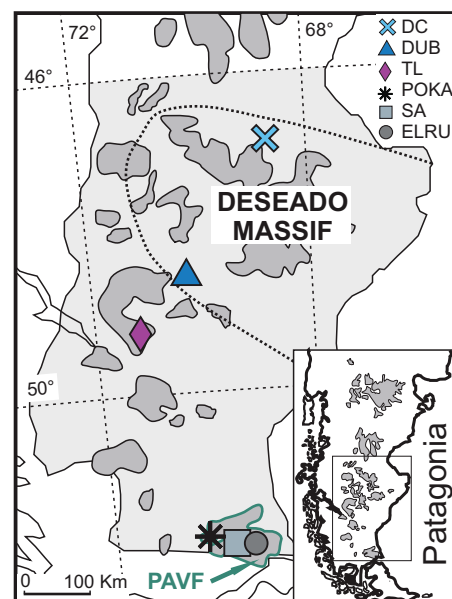 72°
68°
DC
DUB
TL
POKA
SA
ELRU
46°
DESEADO
MASSIF
50°
Patagonia
PAVF
0
100 Km